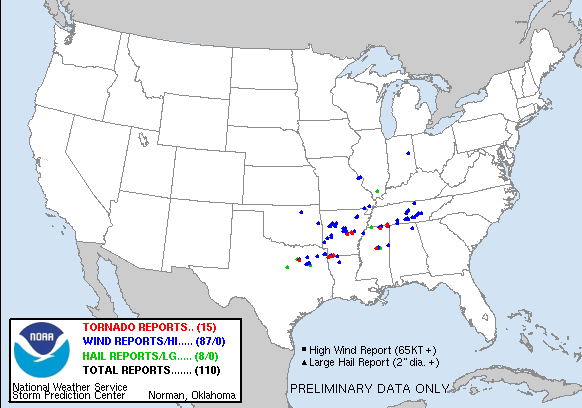 NOAA
TORNADO REPORTS.. (15)
WIND REPORTS/HI..... (87/0)
HAIL REPORTS/LG..... (8/0)
TOTAL REPORTS....... (110)
National Weather Service
Storm Prediction Center Norman, Oklahoma
High Wind Report (65KT +)
Large Hail Report (2" dia. +)
PRELIMINARY DATA ONLY